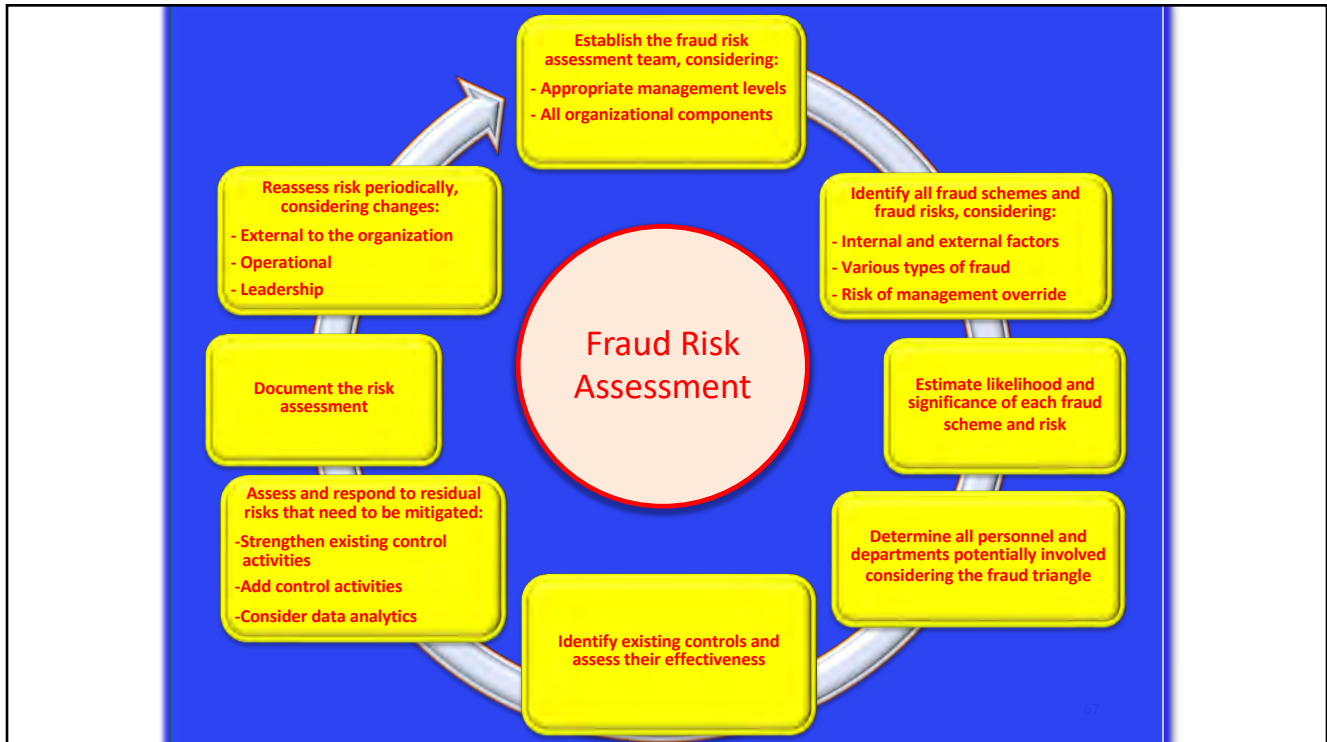 Establish the fraud risk
assessment team, considering:
- Appropriate management levels
- All organizational components
Identify all fraud schemes and
fraud risks, considering:
- Internal and external factors
- Various types of fraud
- Risk of management override
Estimate likelihood and
significance of each fraud
scheme and risk
Determine all personnel and
departments potentially involved
considering the fraud triangle
Identify existing controls and
assess their effectiveness
Assess and respond to residual
risks that need to be mitigated:
-Strengthen existing control
activities
-Add control activities
-Consider data analytics
Document the risk
assessment
Reassess risk periodically,
considering changes:
- External to the organization
- Operational
- Leadership
Fraud Risk
Assessment
67